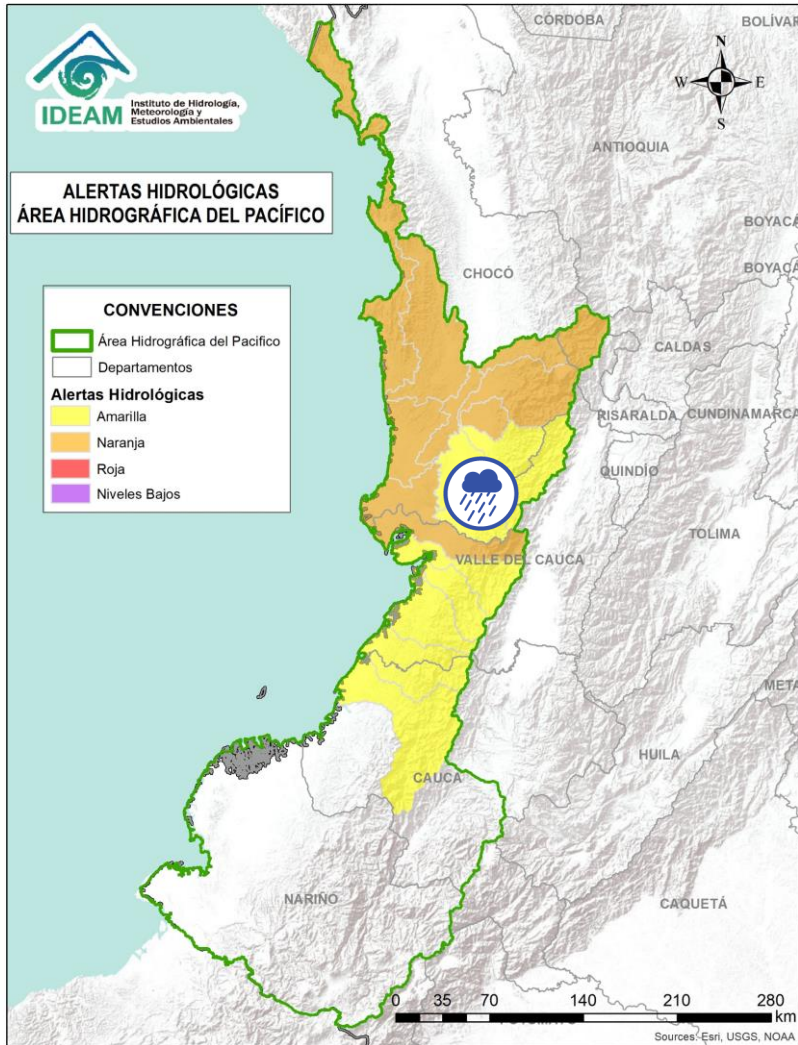 CÓRDOBA
BOLÍVAR
N
W
E
S
IDEAM
Instituto de Hidrología,
Meteorología y
Estudios Ambientales
ANTIOQUIA
ALERTAS HIDROLÓGICAS
ÁREA HIDROGRÁFICA DEL PACÍFICO
BOYACÁ
BOYACÁ
CHOCÓ
CONVENCIONES
Área Hidrográfica del Pacifico
Departamentos
Alertas Hidrológicas
Amarilla
Naranja
Roja
Niveles Bajos
CALDAS
RISARALDA
CUNDINAMARCA
QUINDÍO
TOLIMA
VALLE DEL CAUCA
META
HUILA
CAUCA
NARIÑO
CAQUETÁ
0 35 70 140 210 280
km
Sources: Esri, USGS, NOAA